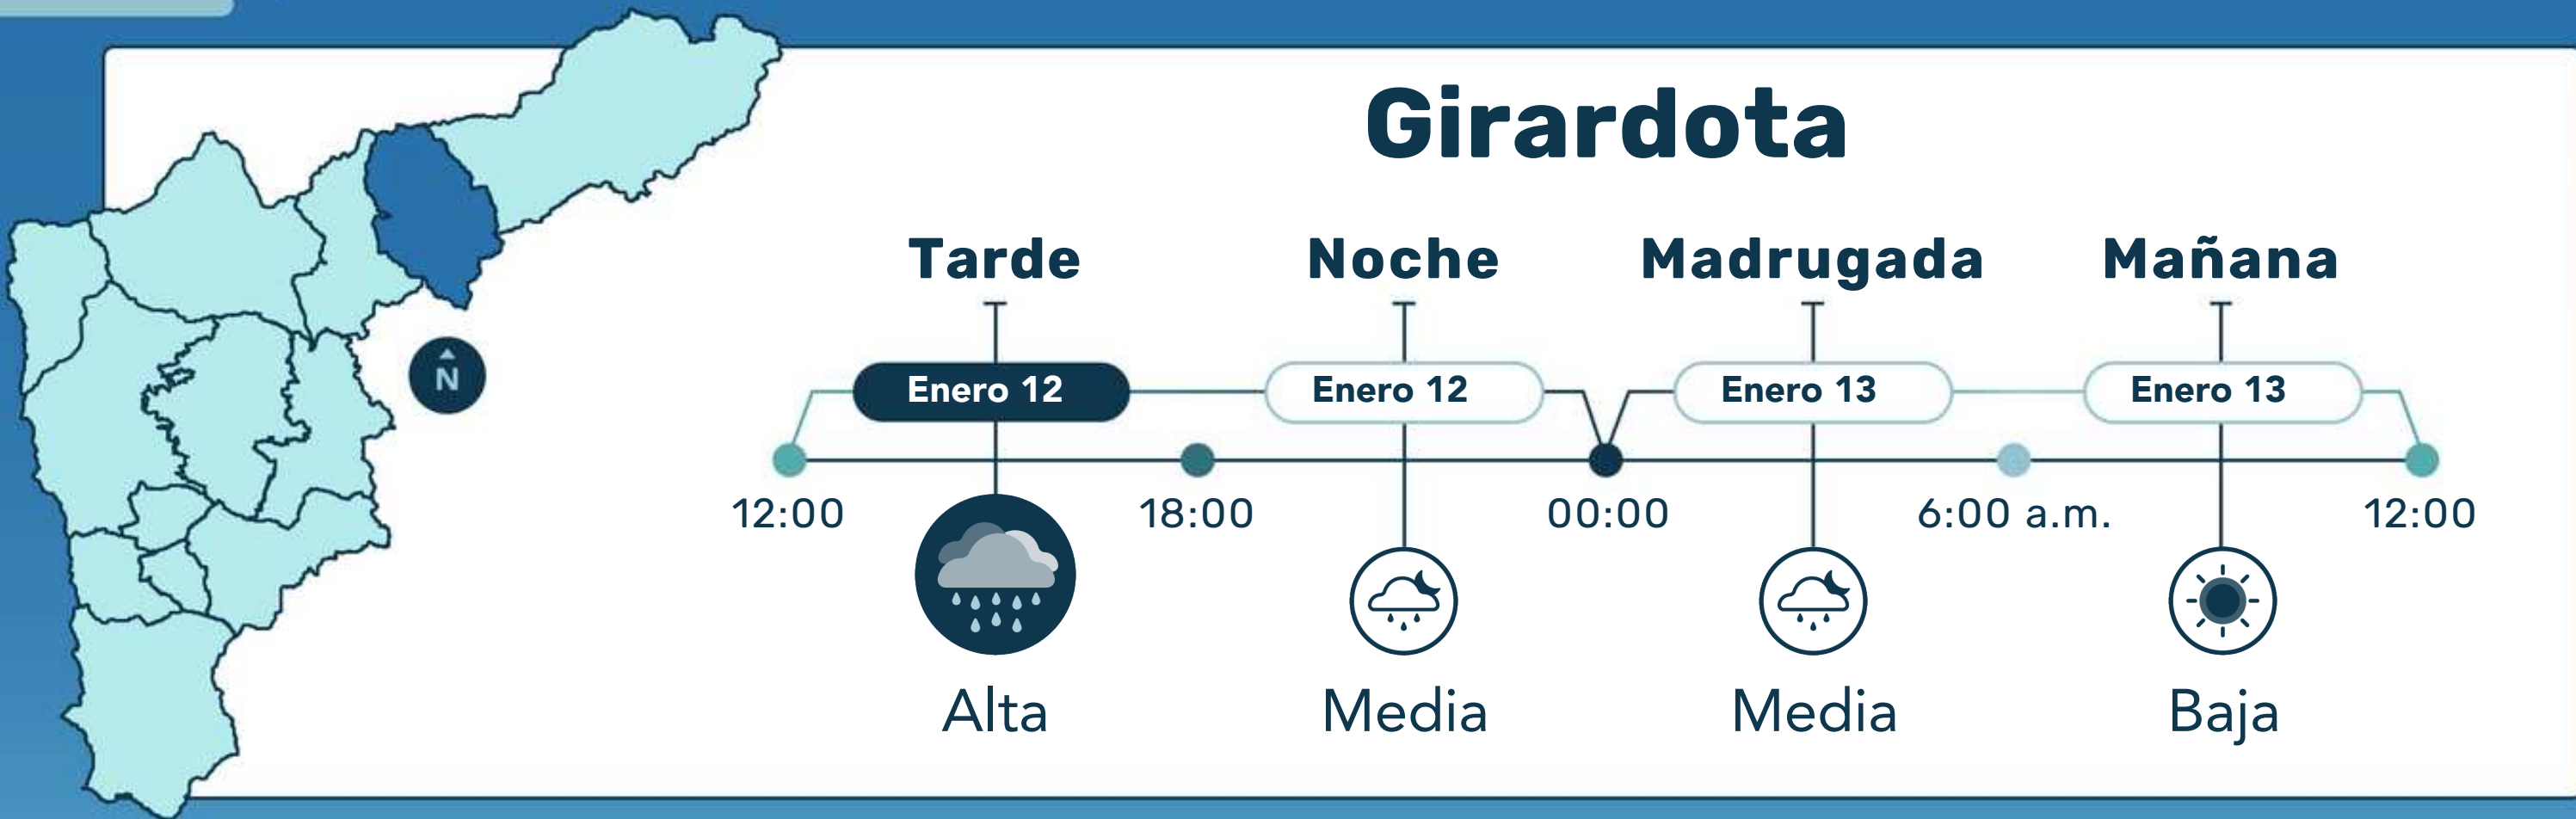 Girardota
Tarde Noche Madrugada Mañana
Enero 12 Enero 12 Enero 13 Enero 13
N
12:00 18:00 00:00 6:00 a.m. 12:00
Alta Media Media Baja